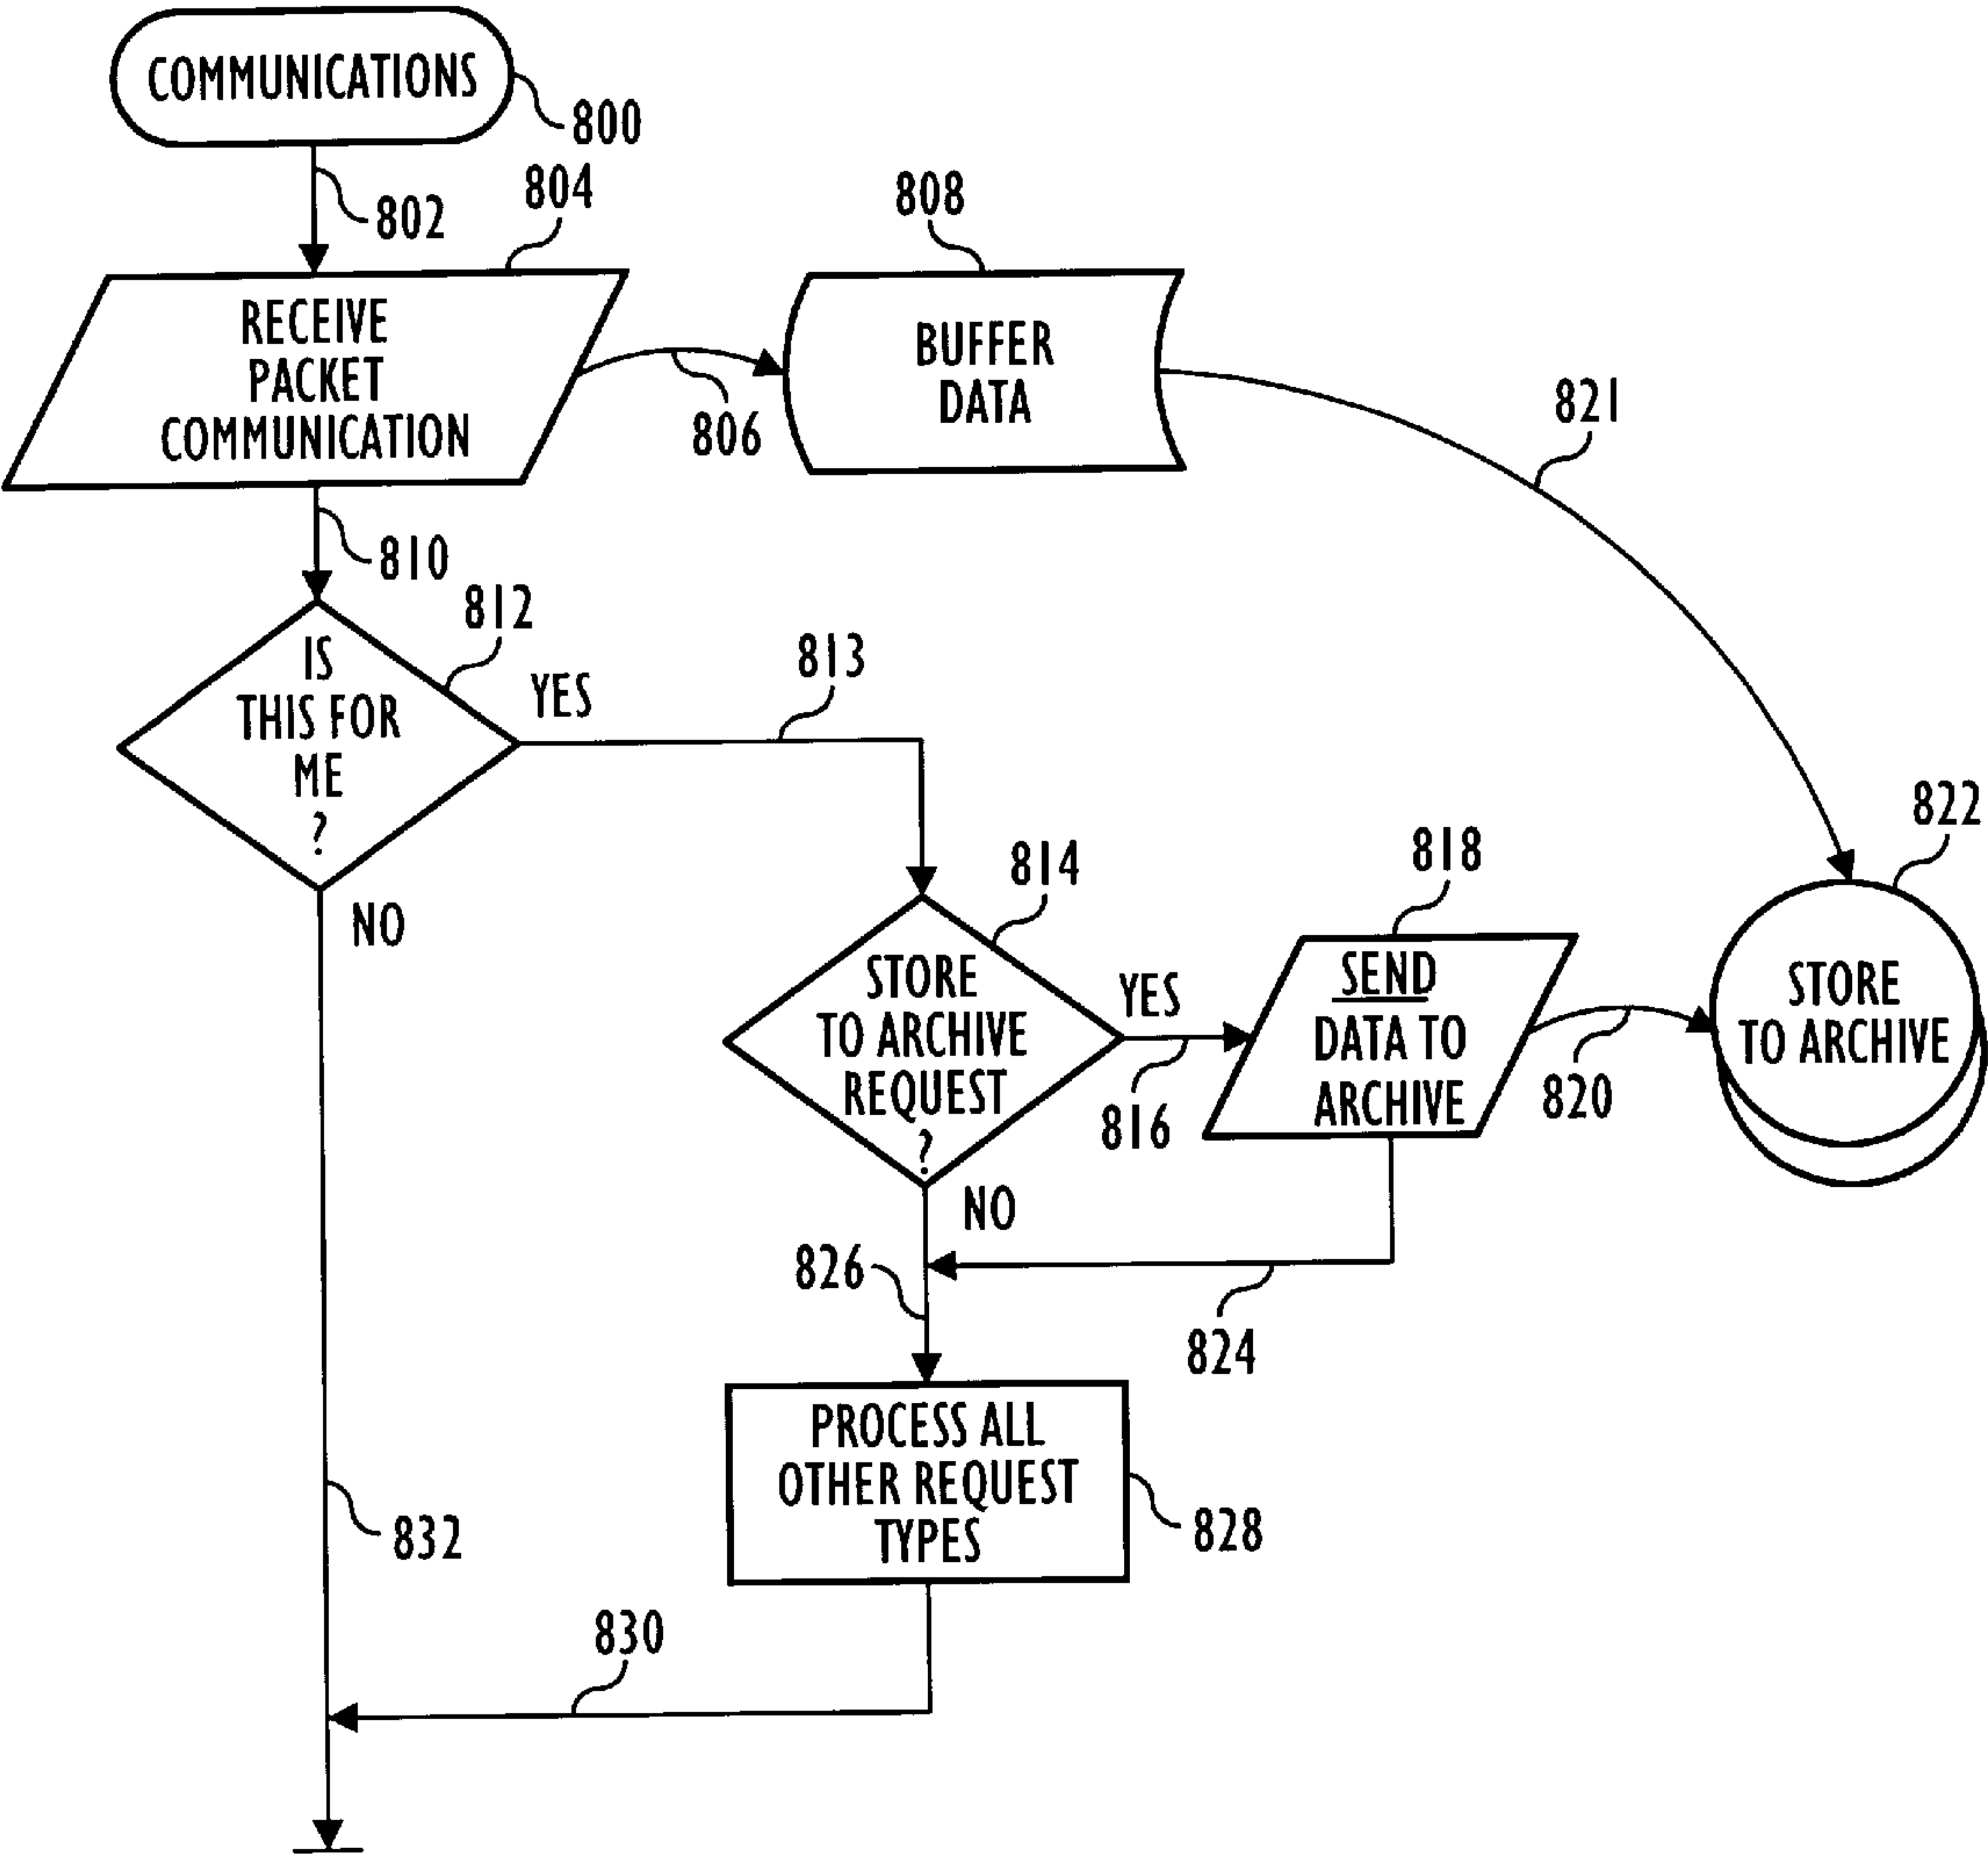 COMMUNICATIONS
800
802
804
808
RECEIVE
PACKET
COMMUNICATION
806
BUFFER
DATA
821
810
812
IS
THIS FOR
ME
?
YES
813
NO
814
818
822
STORE
TO ARCHIVE
REQUEST
?
YES
816
SEND
DATA TO
ARCHIVE
820
STORE
TO ARCHIVE
NO
826
824
PROCESS ALL
OTHER REQUEST
TYPES
828
832
830